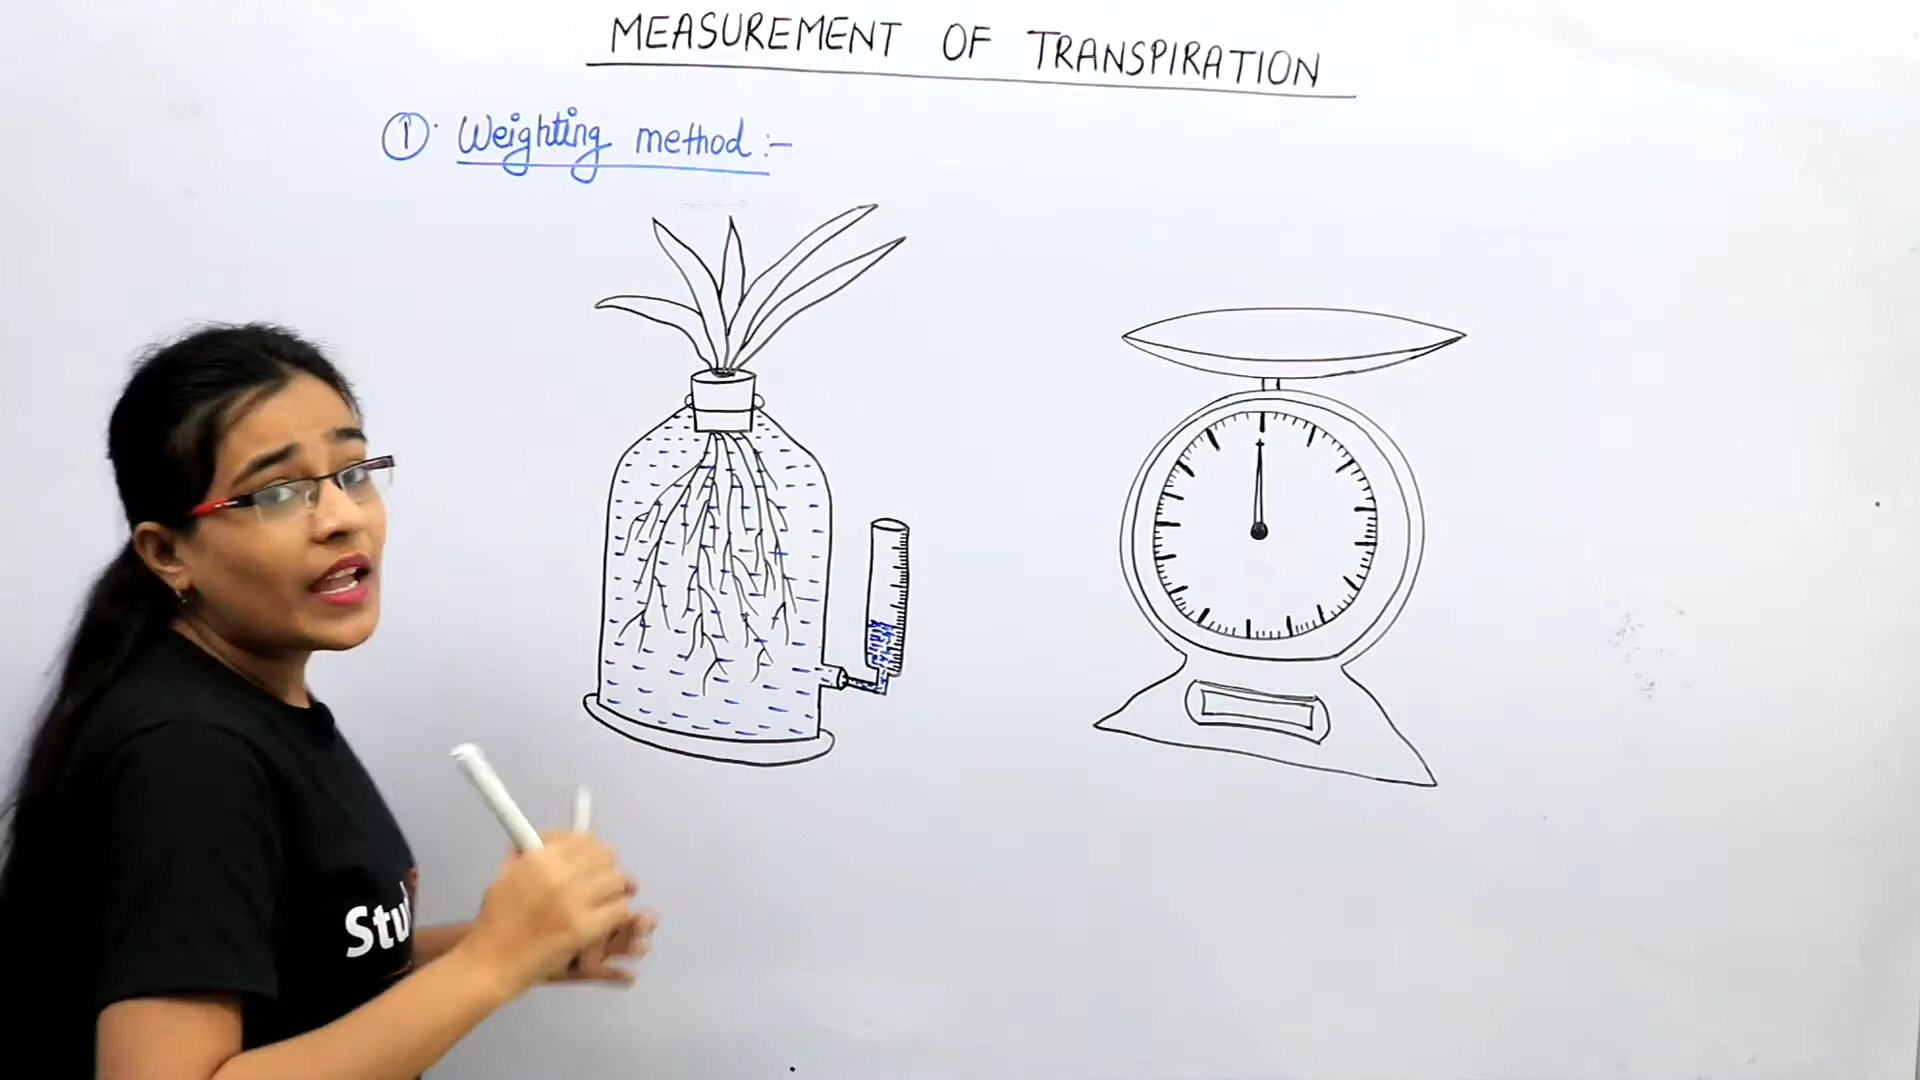 MEASUREMENT OF TRANSPIRATION
① Weighting method :-
Stu